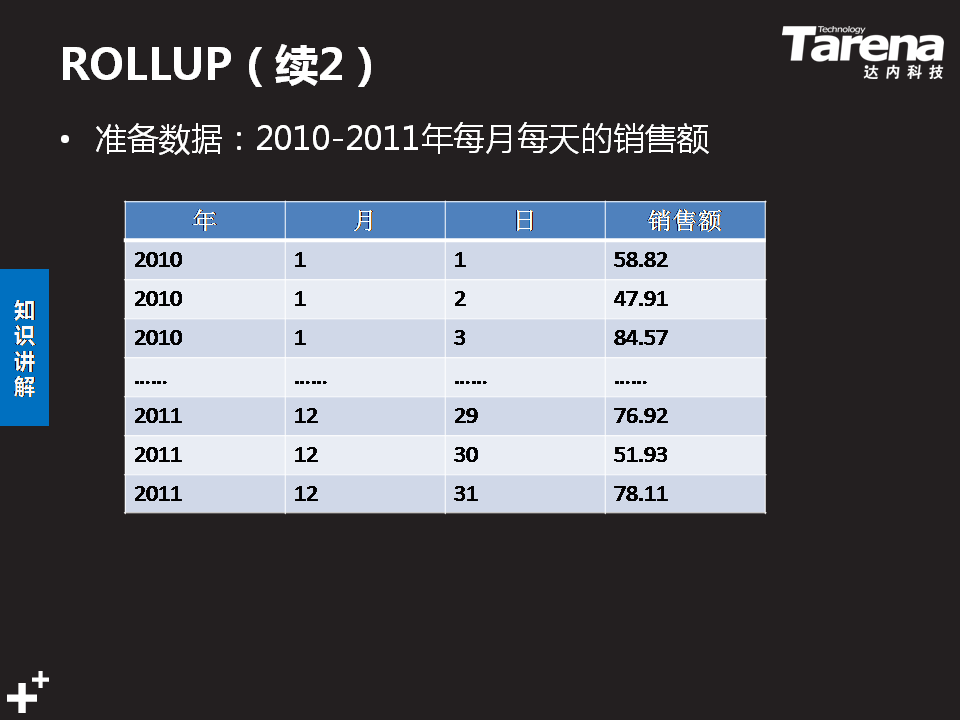 ROLLUP（续2）
Technology
Tarena
达内科技
• 准备数据：2010-2011年每月每天的销售额
年 月 日 销售额
2010 1 1 58.82
2010 1 2 47.91
2010 1 3 84.57
...... ...... ...... ......
2011 12 29 76.92
2011 12 30 51.93
2011 12 31 78.11
知识讲解